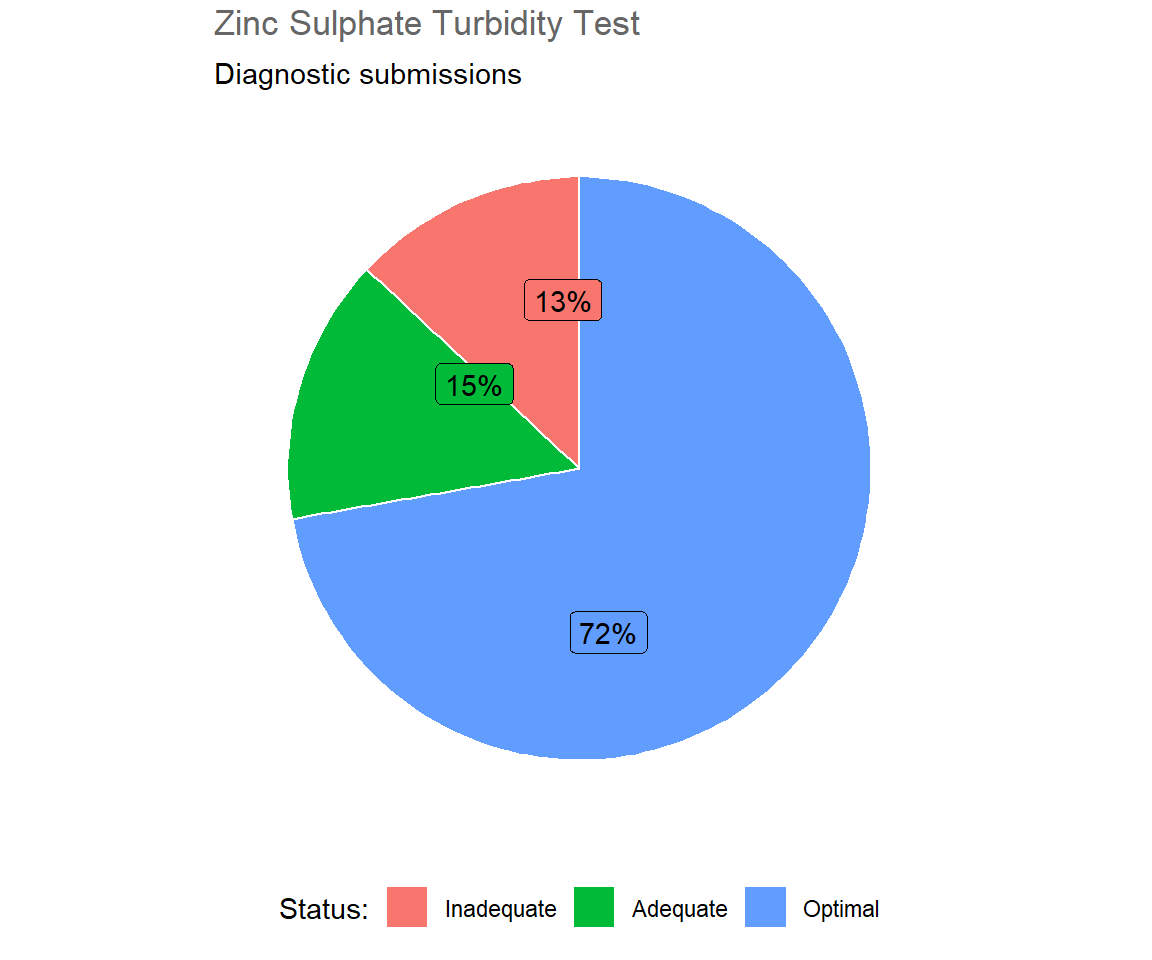 Zinc Sulphate Turbidity Test
Diagnostic submissions
13%
15%
72%
Status: Inadequate Adequate Optimal